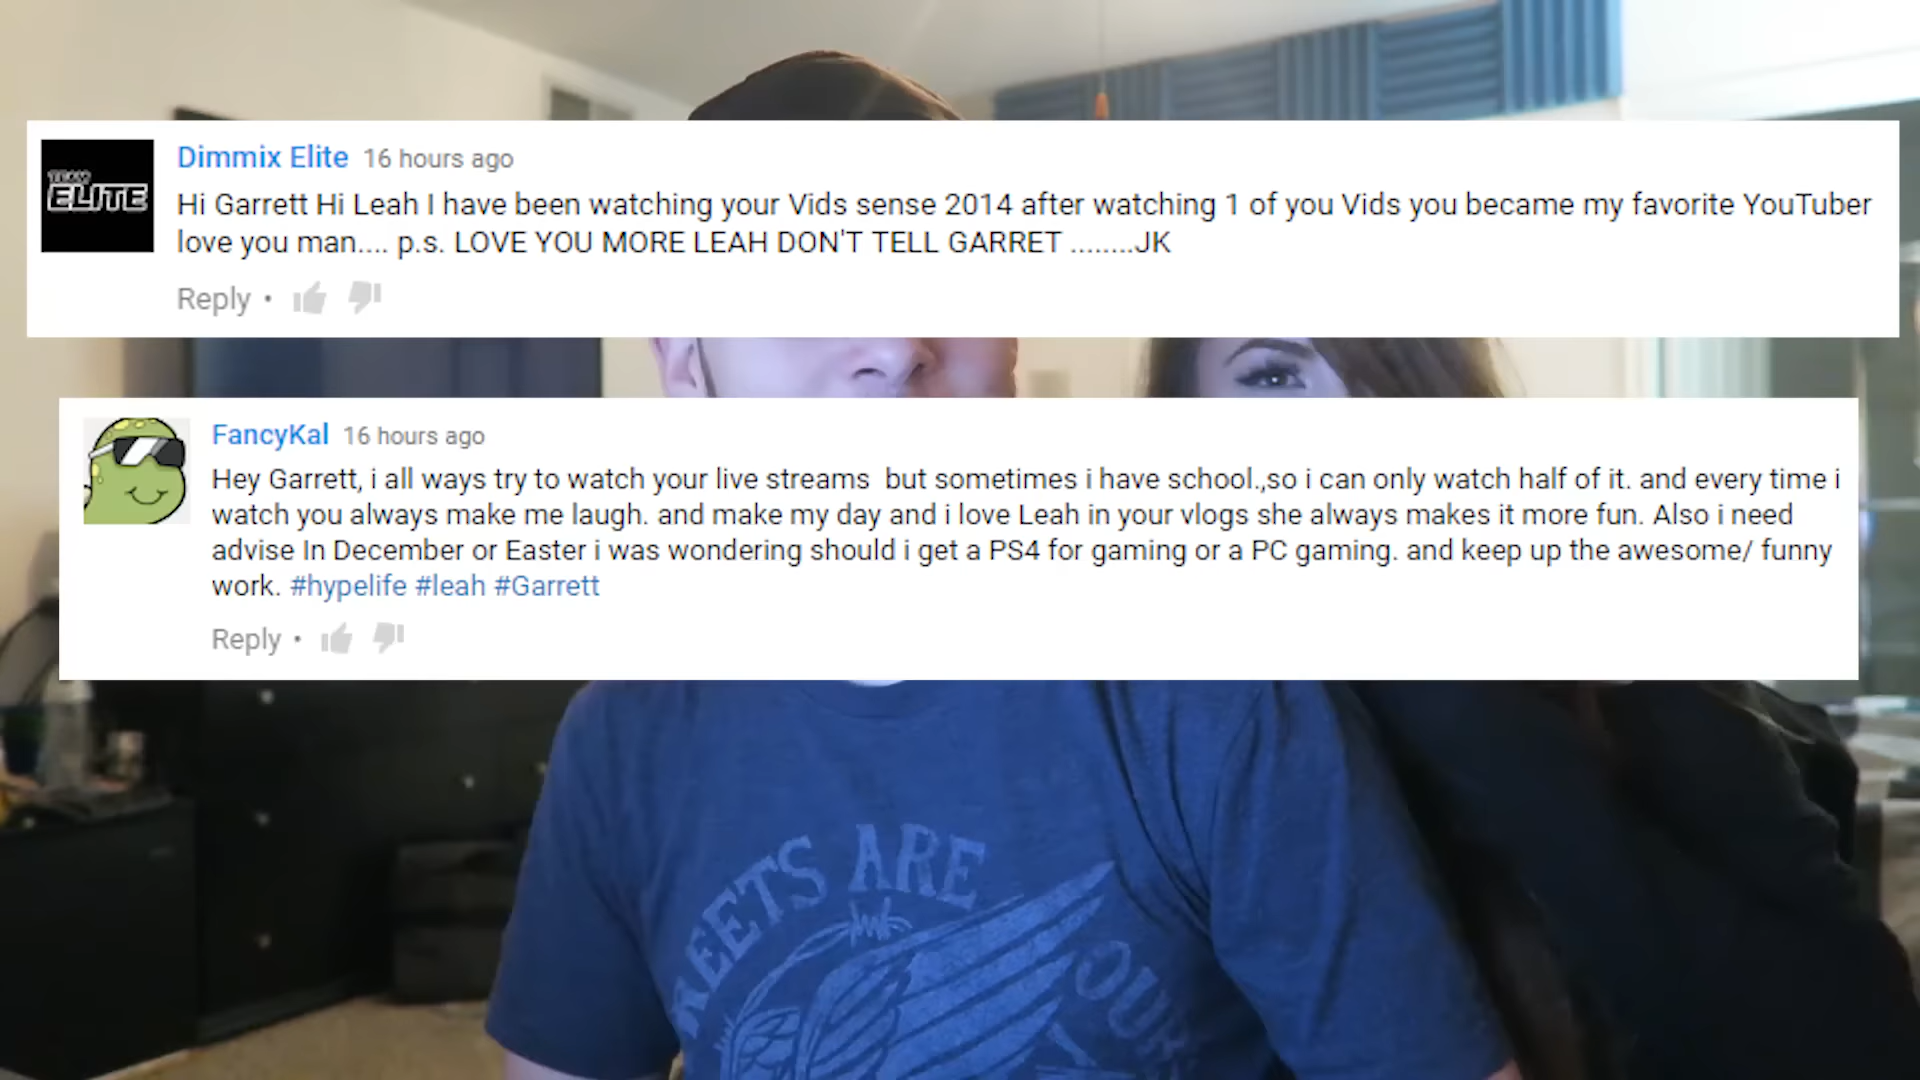 TEAM
ELITE
Dimmix Elite 16 hours ago
Hi Garrett Hi Leah I have been watching your Vids sense 2014 after watching 1 of you Vids you became my favorite YouTuber
love you man.... p.s. LOVE YOU MORE LEAH DON'T TELL GARRET ........JK
Reply •
FancyKal 16 hours ago
Hey Garrett, i all ways try to watch your live streams but sometimes i have school.,so i can only watch half of it. and every time i
watch you always make me laugh. and make my day and i love Leah in your vlogs she always makes it more fun. Also i need
advise In December or Easter i was wondering should i get a PS4 for gaming or a PC gaming. and keep up the awesome/ funny
work. #hypelife #leah #Garrett
Reply •
REETS ARE
OUR